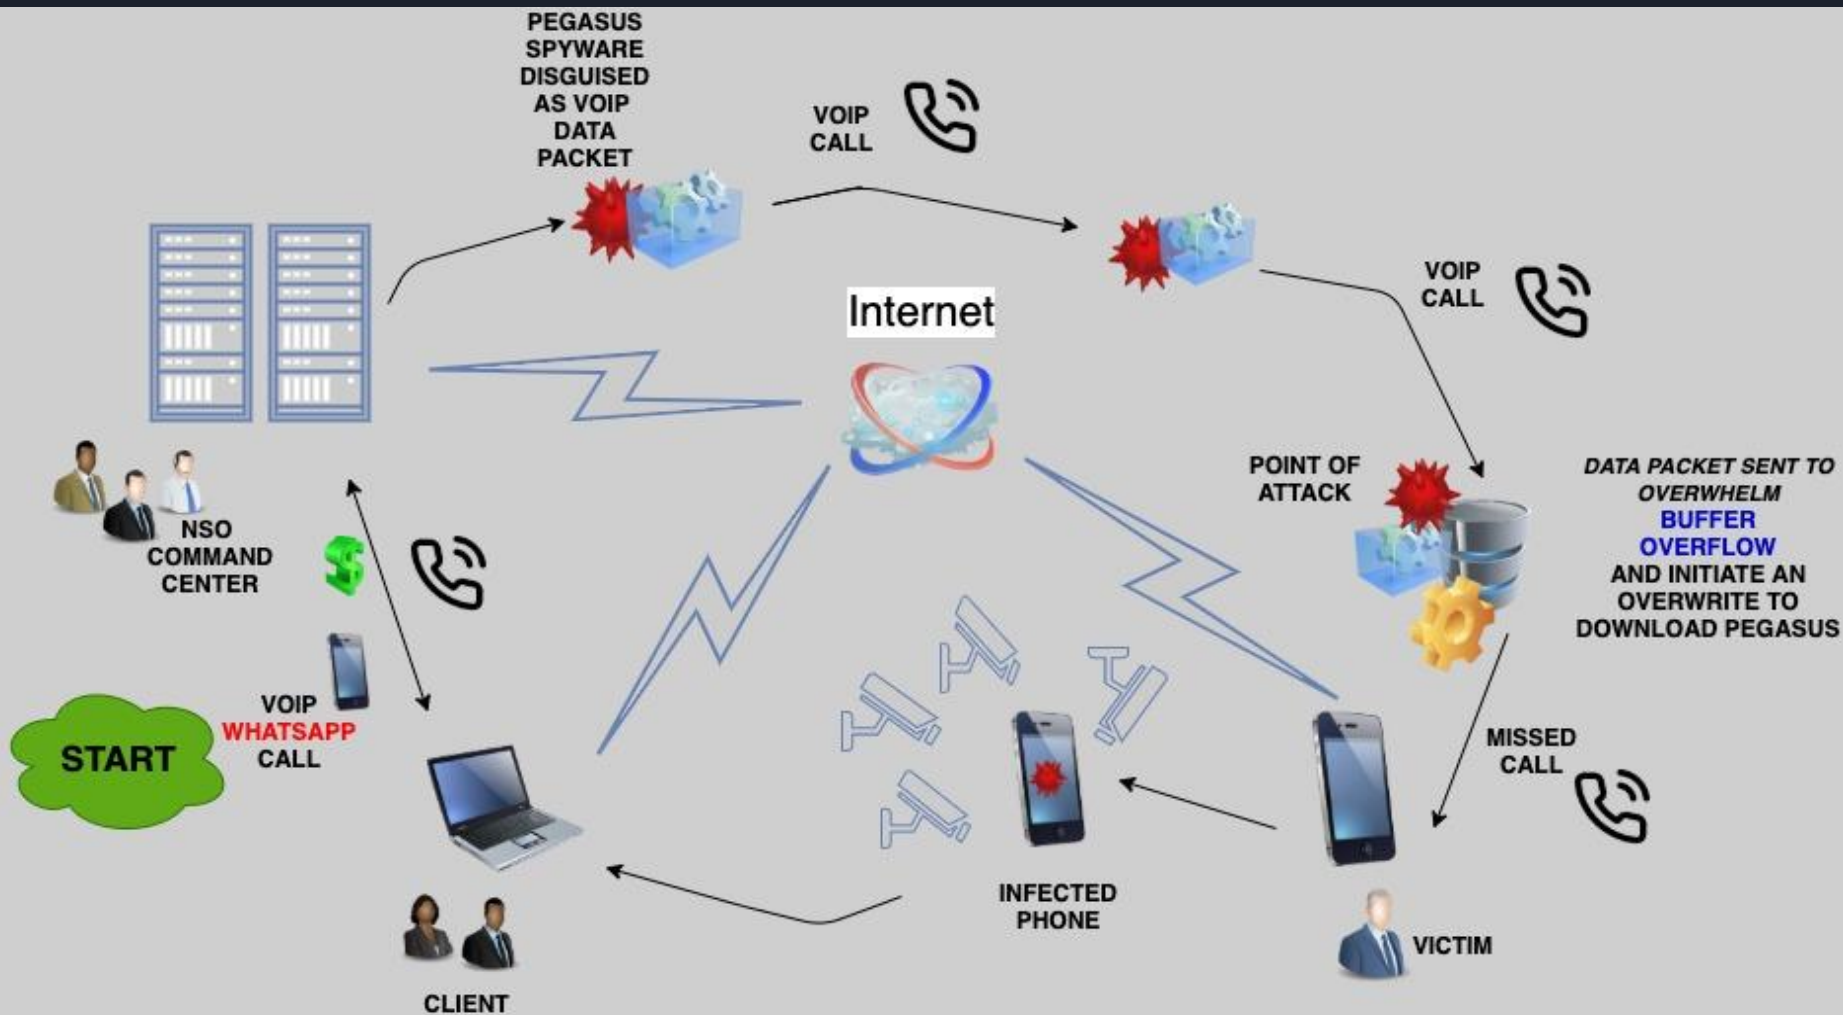 PEGASUS
SPYWARE
DISGUISED
AS VOIP
DATA
PACKET
VOIP
CALL
VOIP
CALL
Internet
POINT OF
ATTACK
DATA PACKET SENT TO
OVERWHELM
BUFFER
OVERFLOW
AND INITIATE AN
OVERWRITE TO
DOWNLOAD PEGASUS
NSO
COMMAND
CENTER
$
START
VOIP
WHATSAPP
CALL
MISSED
CALL
INFECTED
PHONE
VICTIM
CLIENT